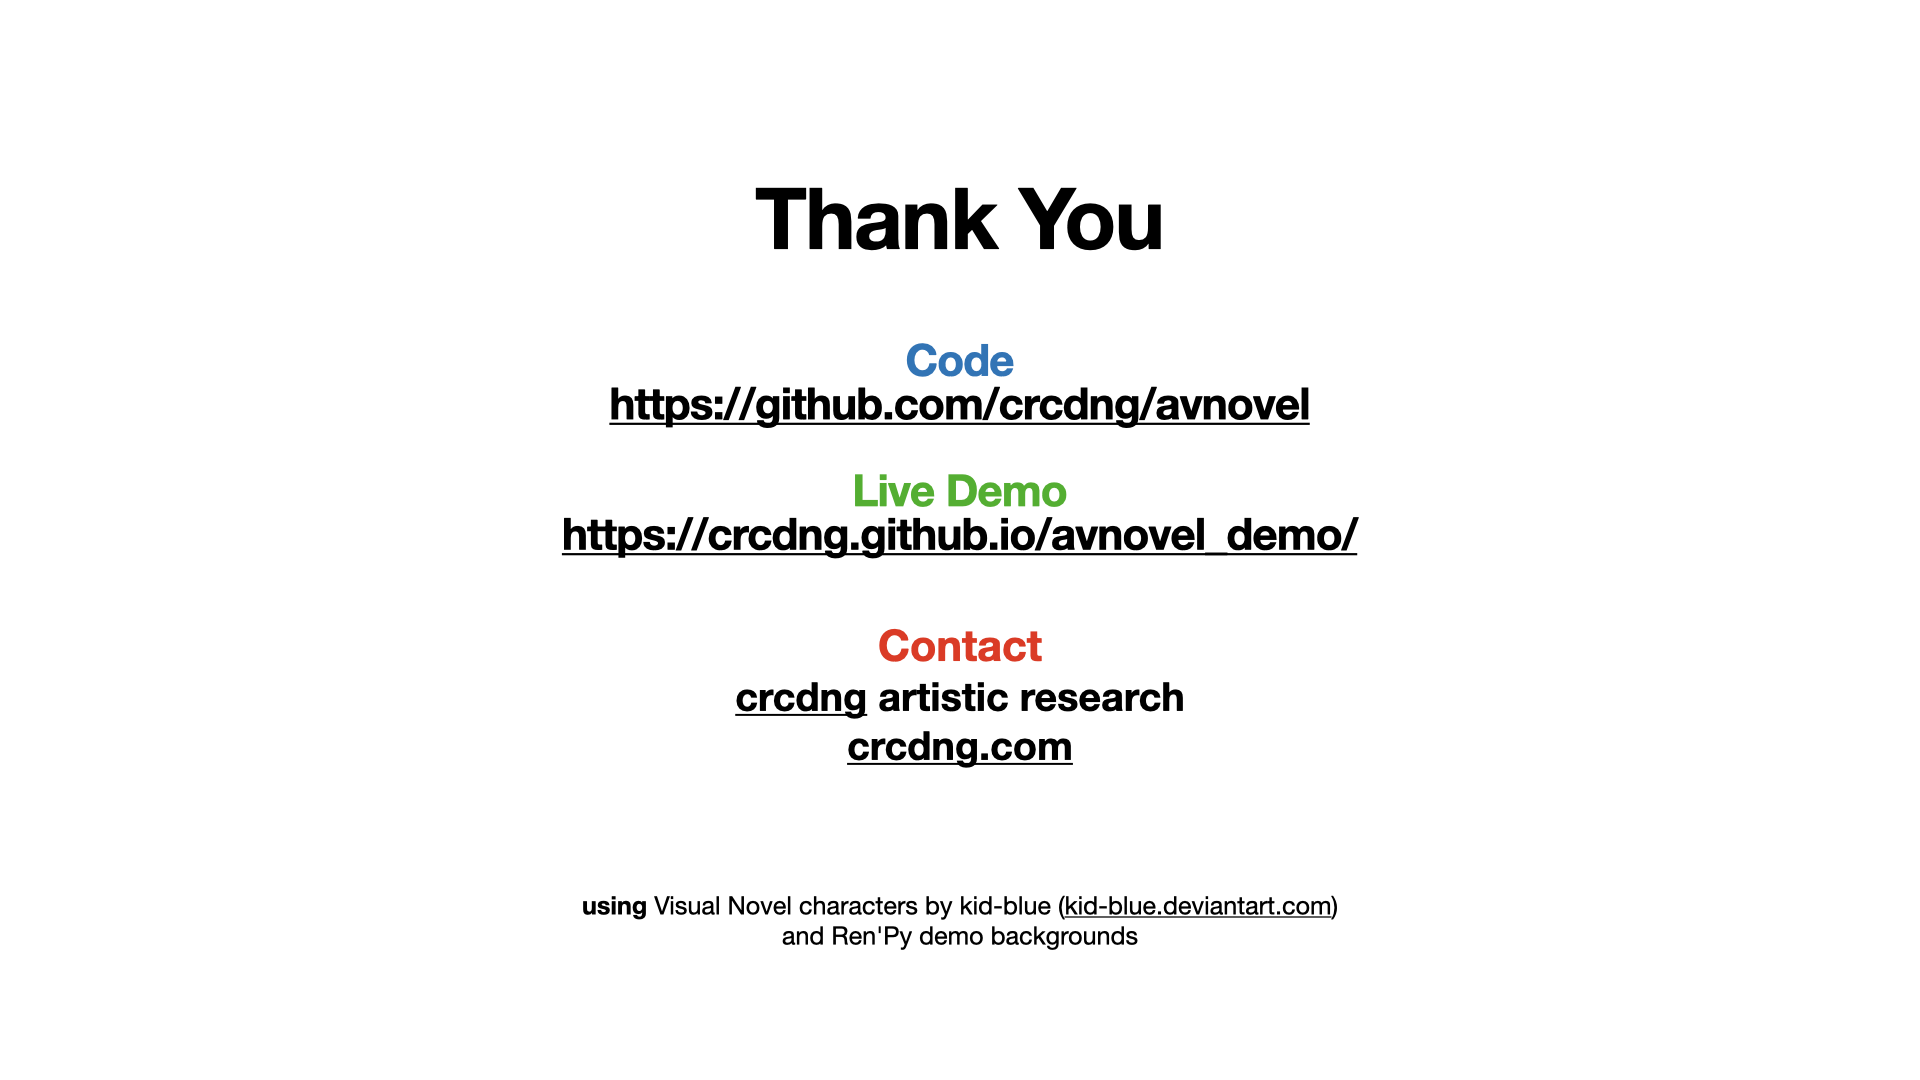 Thank You
Code
https://github.com/crcdng/avnovel
Live Demo
https://crcdng.github.io/avnovel_demo/
Contact
crcdng artistic research
crcdng.com
using Visual Novel characters by kid-blue (kid-blue.deviantart.com)
and Ren'Py demo backgrounds